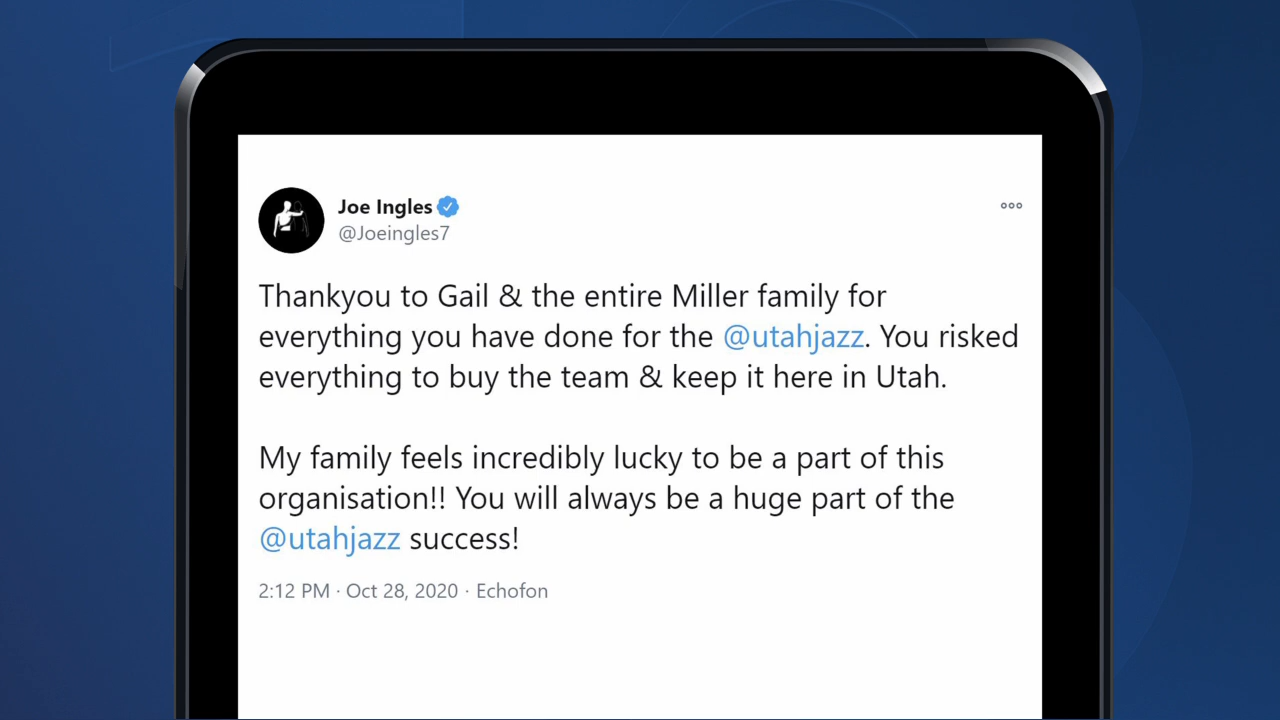 Joe Ingles
@Joeingles7
Thankyou to Gail & the entire Miller family for
everything you have done for the @utahjazz. You risked
everything to buy the team & keep it here in Utah.
My family feels incredibly lucky to be a part of this
organisation!! You will always be a huge part of the
@utahjazz success!
2:12 PM · Oct 28, 2020 · Echofon